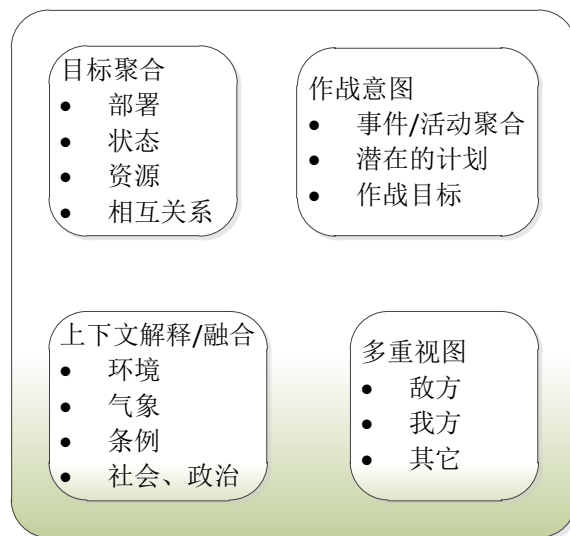 目标聚合
• 部署
• 状态
• 资源
• 相互关系
作战意图
• 事件/活动聚合
• 潜在的计划
• 作战目标
上下文解释/融合
• 环境
• 气象
• 条例
• 社会、政治
多重视图
• 敌方
• 我方
• 其它